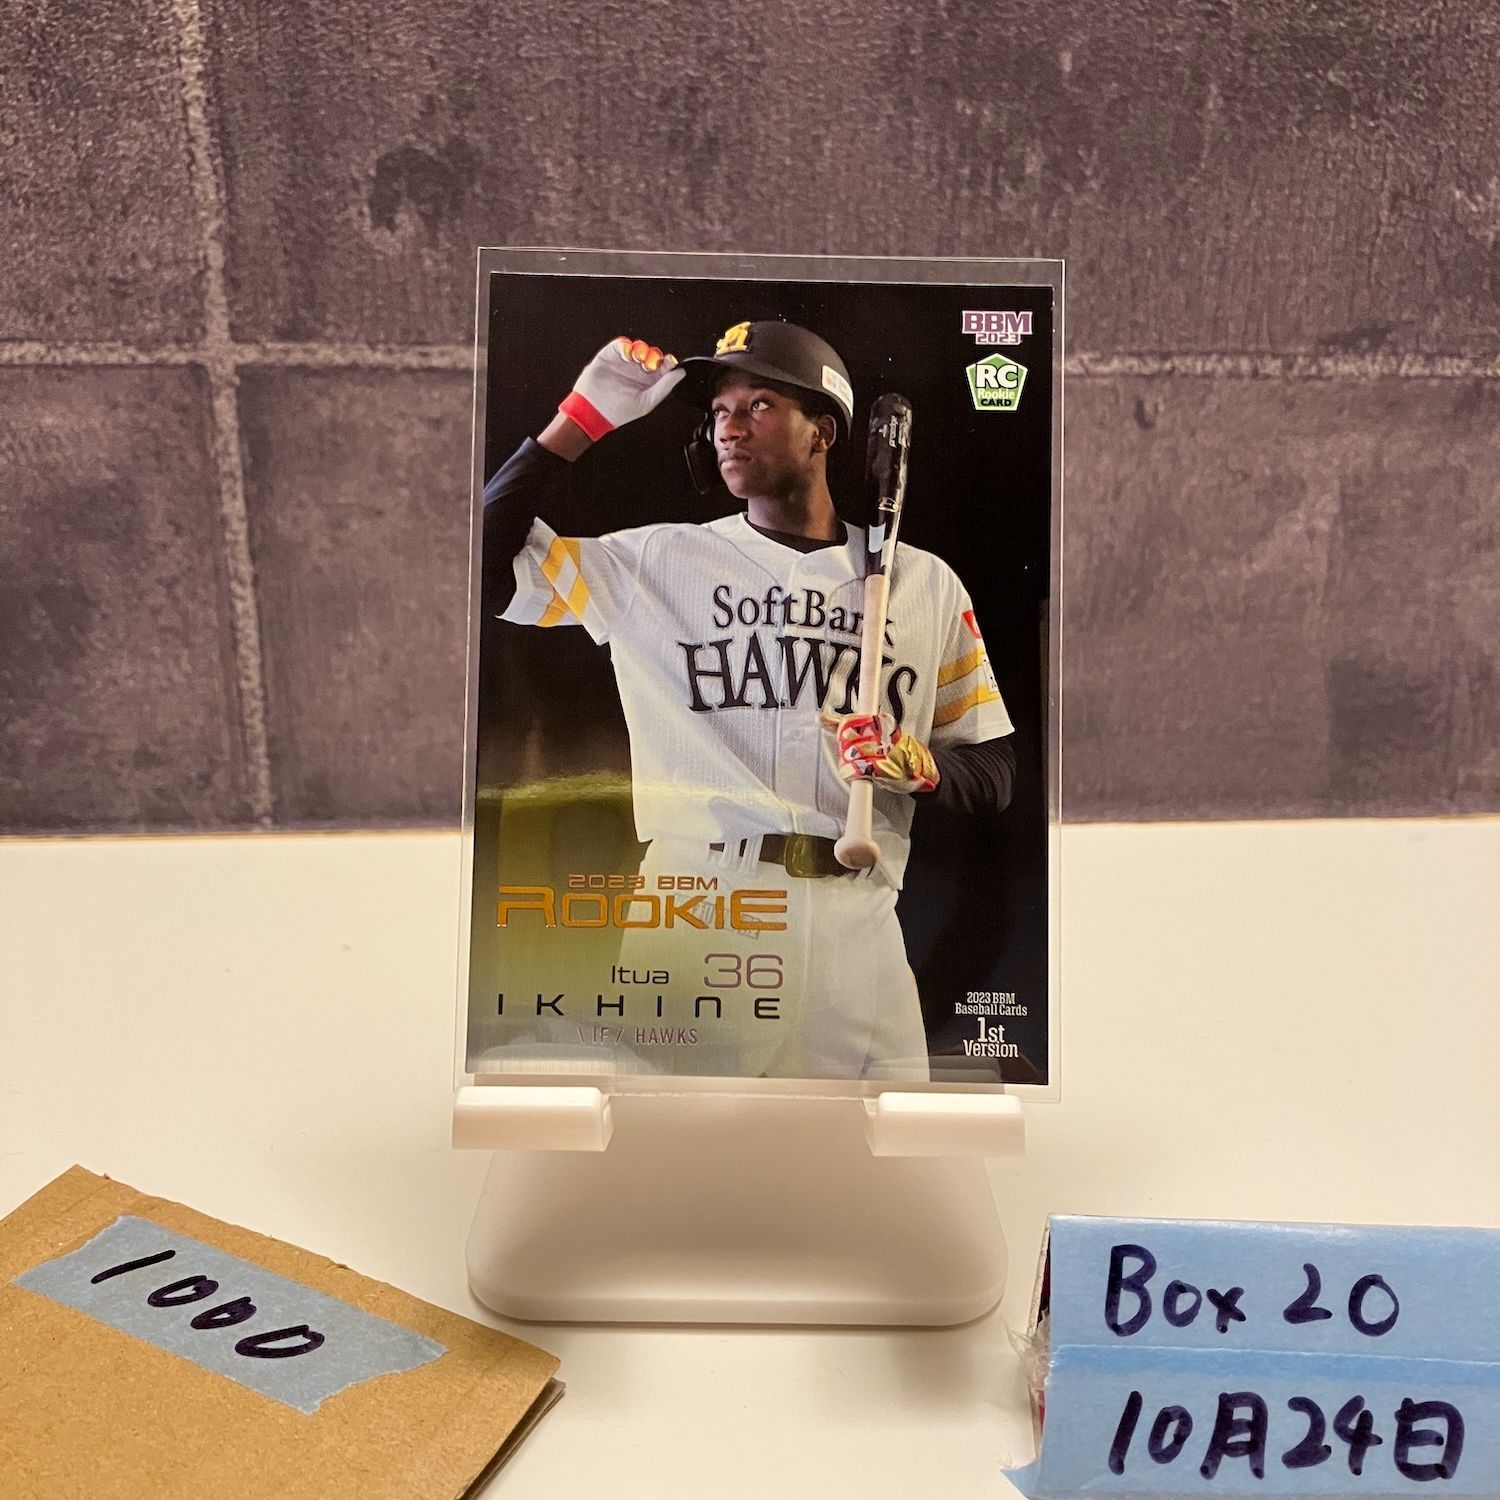 BBM
2023
RC
Rookie
CARD
SoftBank
HAWKS
2023 BBM
ROOKIE
Itua 36
IKHINE
\ IF / HAWKS
2023 BBM
Baseball Cards
1st
Version
1000
Box 20
10月24日